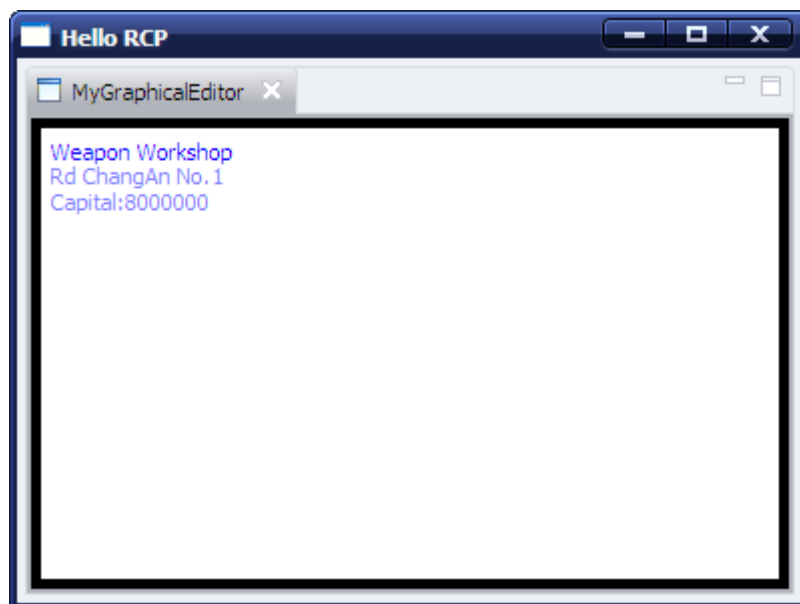 Hello RCP
MyGraphicalEditor
Weapon Workshop
Rd ChangAn No.1
Capital:8000000